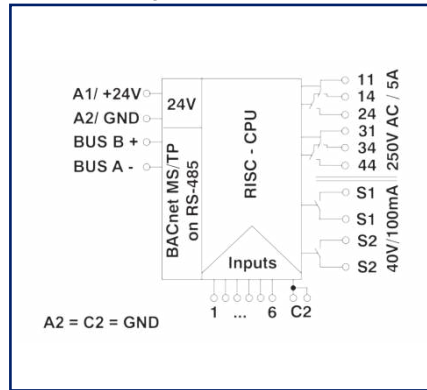 A1/ +24V
A2/ GND
BUS B +
BUS A -
24V
BACnet MS/TP
on RS-485
RISC - CPU
Inputs
11
14
24
31
34
44
250V AC / 5A
S1
S1
S2
S2
40V/100mA
1 ... 6 C2
A2 = C2 = GND